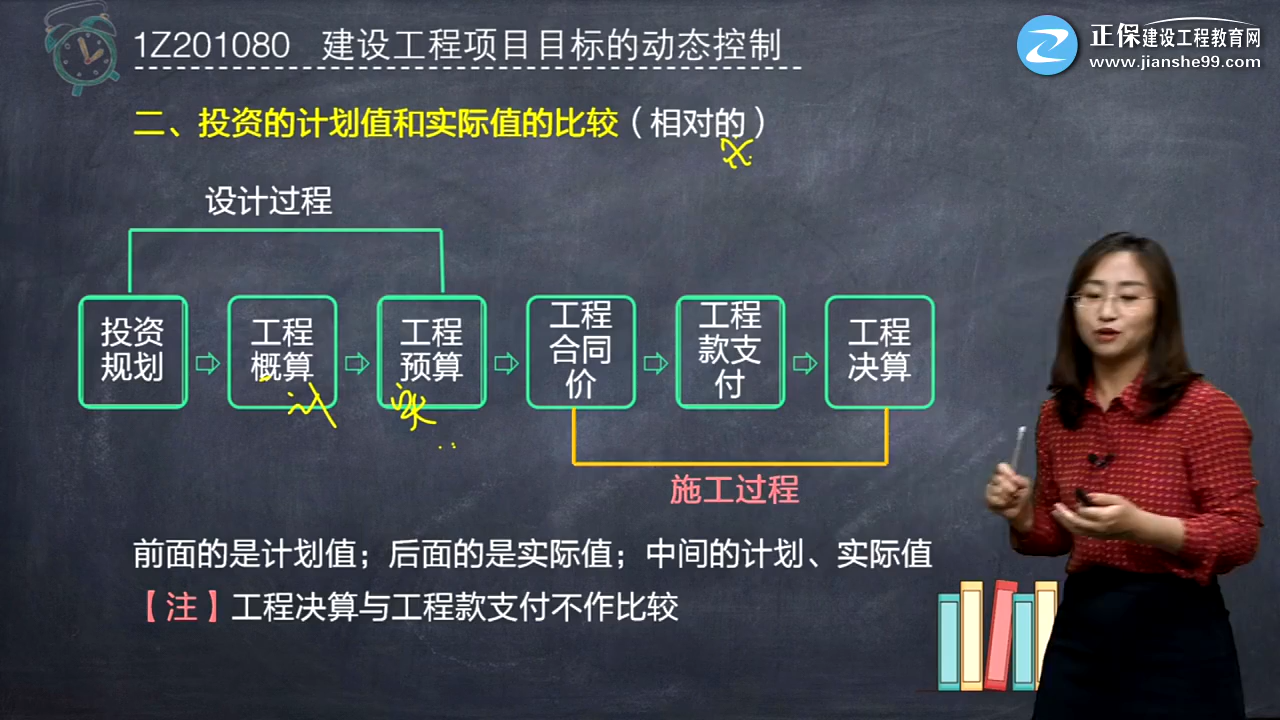 1Z201080 建设工程项目目标的动态控制
正保建设工程教育网
www.jianshe99.com
二、投资的计划值和实际值的比较（相对的）
设计过程
投资
规划
工程
概算
工程
预算
工程
合同
价
工程
款支
付
工程
决算
计
实
施工过程
前面的是计划值；后面的是实际值；中间的计划、实际值
【注】工程决算与工程款支付不作比较